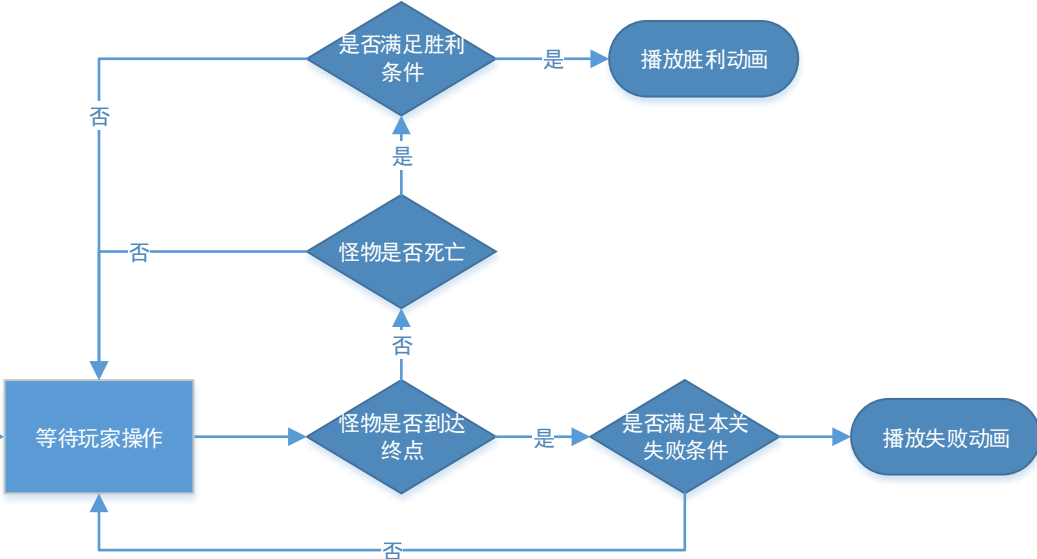 是否满足胜利
条件
是
播放胜利动画
否
是
怪物是否死亡
否
否
等待玩家操作
怪物是否到达
终点
是
是否满足本关
失败条件
播放失败动画
否